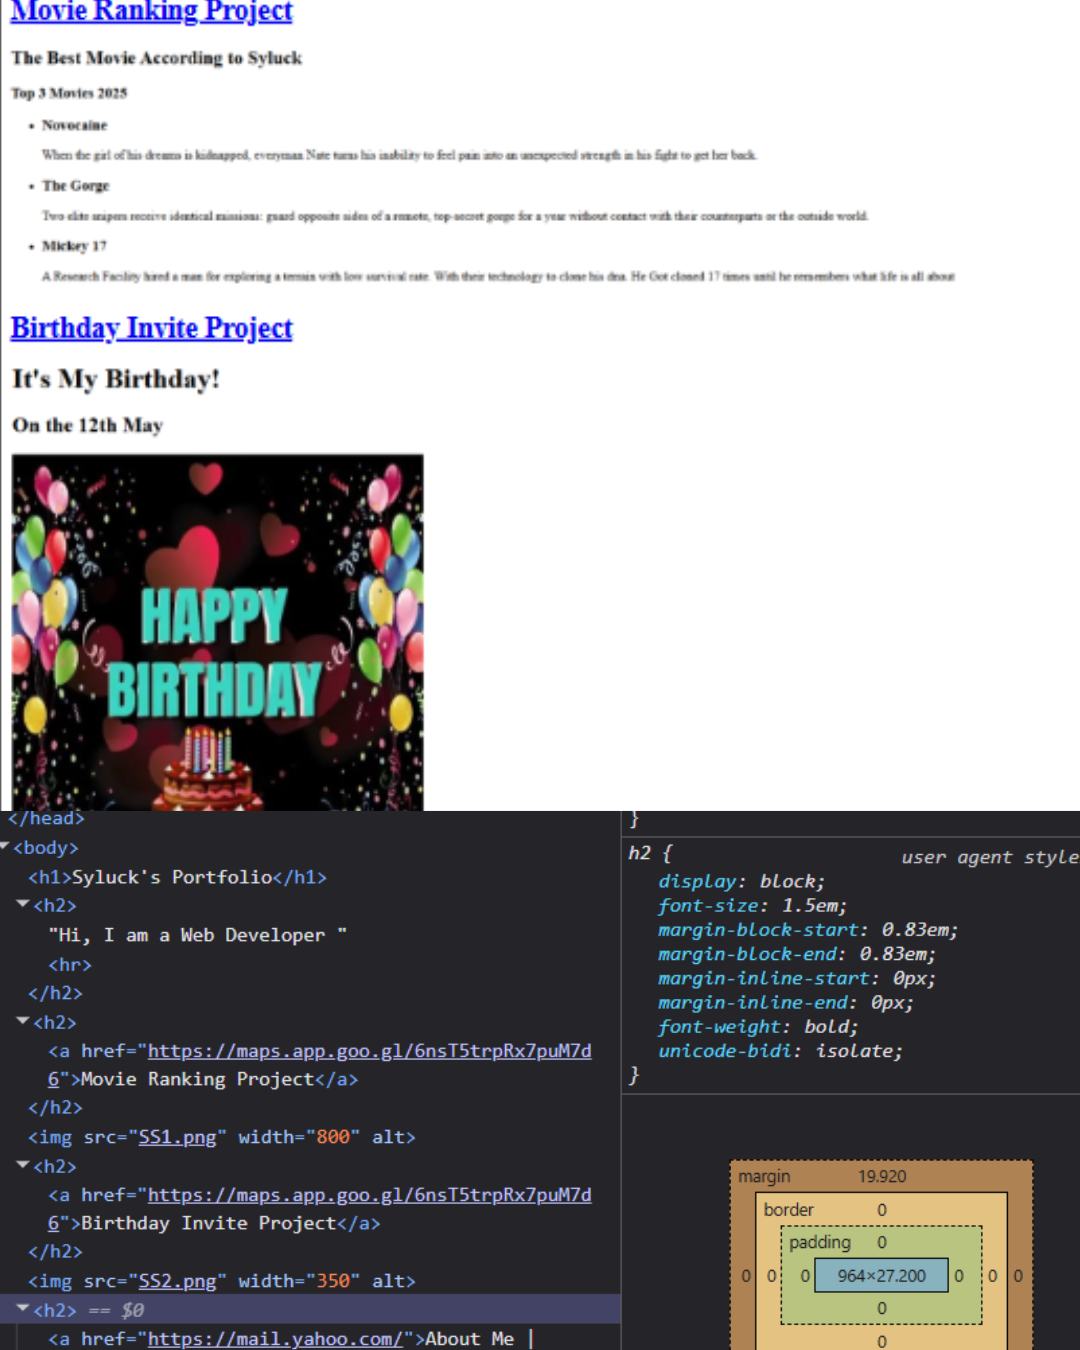 Movie Ranking Project
The Best Movie According to Syluck
Top 3 Movies 2025
• Novocaine
When the girl of his dreams is kidnapped, everyman Nate turns his inability to feel pain into an unexpected strength in his fight to get her back.
• The Gorge
Two elite snipers receive identical missions: guard opposite sides of a remote, top-secret gorge for a year without contact with their counterparts or the outside world.
• Mickey 17
A Research Facility hired a man for exploring a terrain with low survival rate. With their technology to clone his dna. He Got cloned 17 times until he remembers what life is all about
Birthday Invite Project
It's My Birthday!
On the 12th May
HAPPY
BIRTHDAY
</head>
<body>
<h1>Syluck's Portfolio</h1>
<h2>
"Hi, I am a Web Developer "
<hr>
</h2>
<h2>
<a href="https://maps.app.goo.gl/6nsT5trpRx7puM7d
6">Movie Ranking Project</a>
</h2>
<img src="SS1.png" width="800" alt>
<h2>
<a href="https://maps.app.goo.gl/6nsT5trpRx7puM7d
6">Birthday Invite Project</a>
</h2>
<img src="SS2.png" width="350" alt>
<h2> == $0
<a href="https://mail.yahoo.com/">About Me |
}
h2 { user agent style
display: block;
font-size: 1.5em;
margin-block-start: 0.83em;
margin-block-end: 0.83em;
margin-inline-start: 0px;
margin-inline-end: 0px;
font-weight: bold;
unicode-bidi: isolate;
}
margin 19.920
border 0
padding 0
0 0 0 964×27.200 0 0 0
0
0